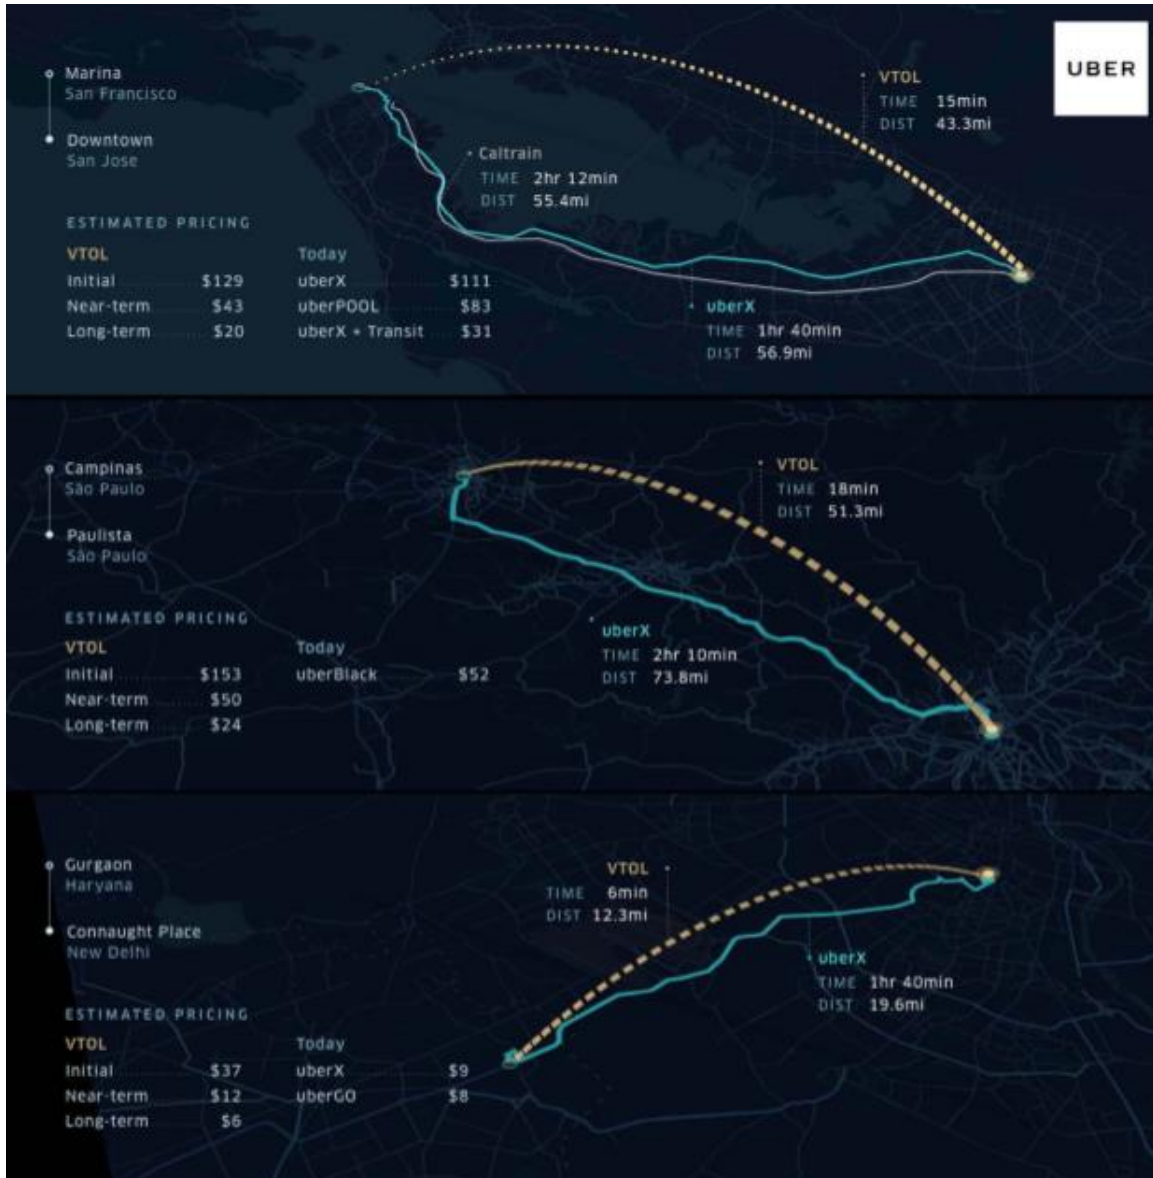 UBER
Marina
San Francisco
Downtown
San Jose
VTOL
TIME 15min
DIST 43.3mi
Caltrain
TIME 2hr 12min
DIST 55.4mi
uberX
TIME 1hr 40min
DIST 56.9mi
ESTIMATED PRICING
VTOL Today
Initial $129 uberX $111
Near-term $43 uberPOOL $83
Long-term $20 uberX + Transit $31
Campinas
São Paulo
Paulista
São Paulo
VTOL
TIME 18min
DIST 51.3mi
uberX
TIME 2hr 10min
DIST 73.8mi
ESTIMATED PRICING
VTOL Today
Initial $153 uberBlack $52
Near-term $50
Long-term $24
Gurgaon
Haryana
Connaught Place
New Delhi
VTOL
TIME 6min
DIST 12.3mi
uberX
TIME 1hr 40min
DIST 19.6mi
ESTIMATED PRICING
VTOL Today
Initial $37 uberX $9
Near-term $12 uberGO $8
Long-term $6